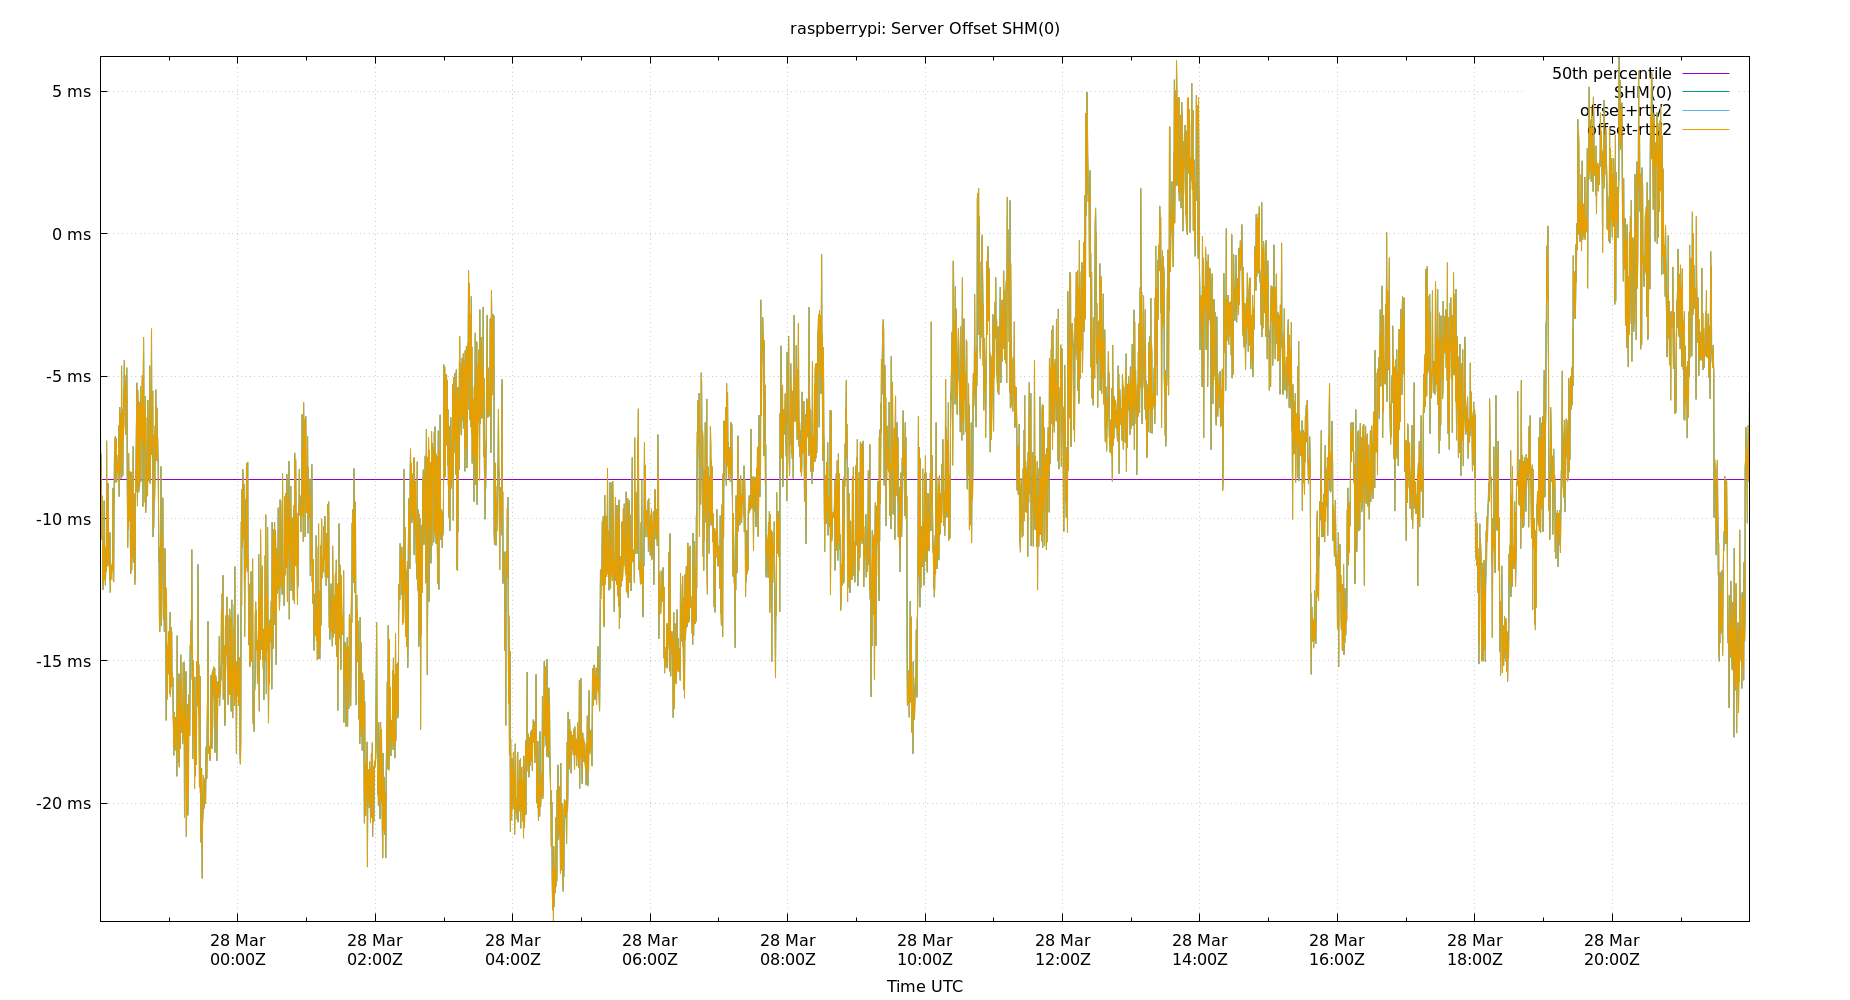 raspberrypi: Server Offset SHM(0)
50th percentile
SHM(0)
offset+rtt/2
offset-rtt/2
5 ms
0 ms
-5 ms
-10 ms
-15 ms
-20 ms
28 Mar 28 Mar 28 Mar 28 Mar 28 Mar 28 Mar 28 Mar 28 Mar 28 Mar 28 Mar 28 Mar
00:00Z 02:00Z 04:00Z 06:00Z 08:00Z 10:00Z 12:00Z 14:00Z 16:00Z 18:00Z 20:00Z
Time UTC